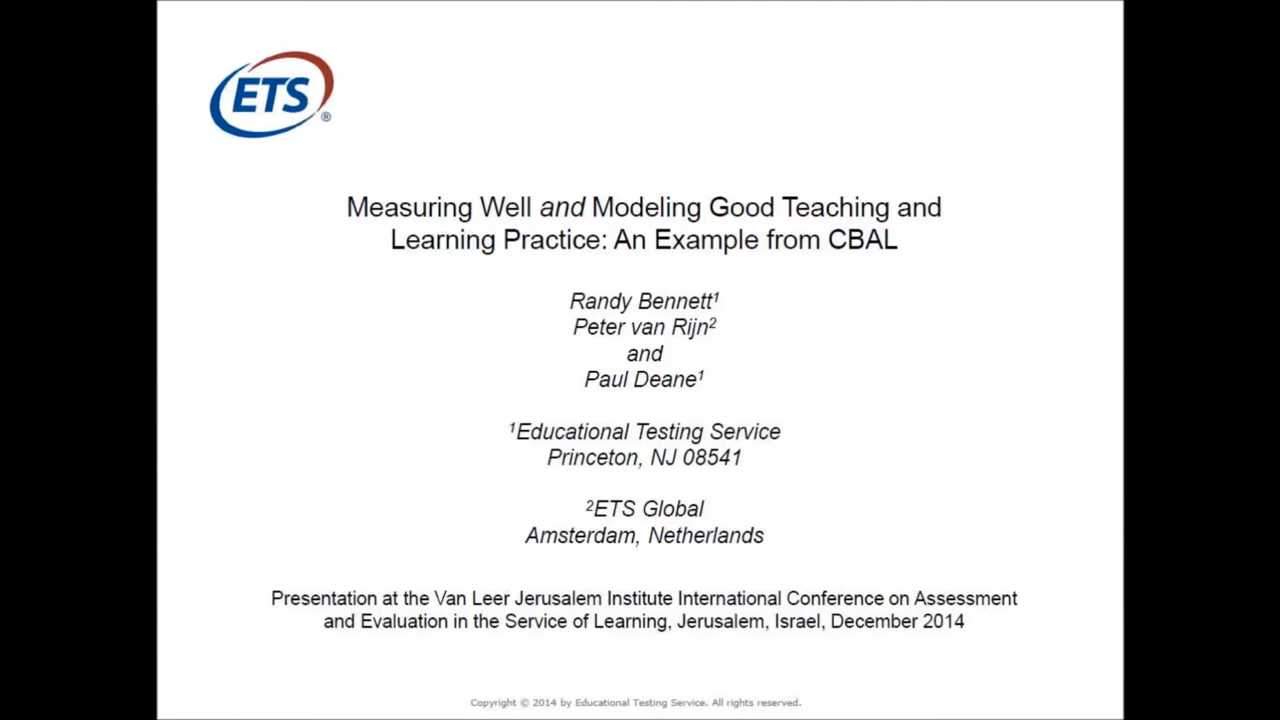 ETS®
Measuring Well and Modeling Good Teaching and
Learning Practice: An Example from CBAL
Randy Bennett¹
Peter van Rijn²
and
Paul Deane¹
¹Educational Testing Service
Princeton, NJ 08541
²ETS Global
Amsterdam, Netherlands
Presentation at the Van Leer Jerusalem Institute International Conference on Assessment
and Evaluation in the Service of Learning, Jerusalem, Israel, December 2014
Copyright © 2014 by Educational Testing Service. All rights reserved.